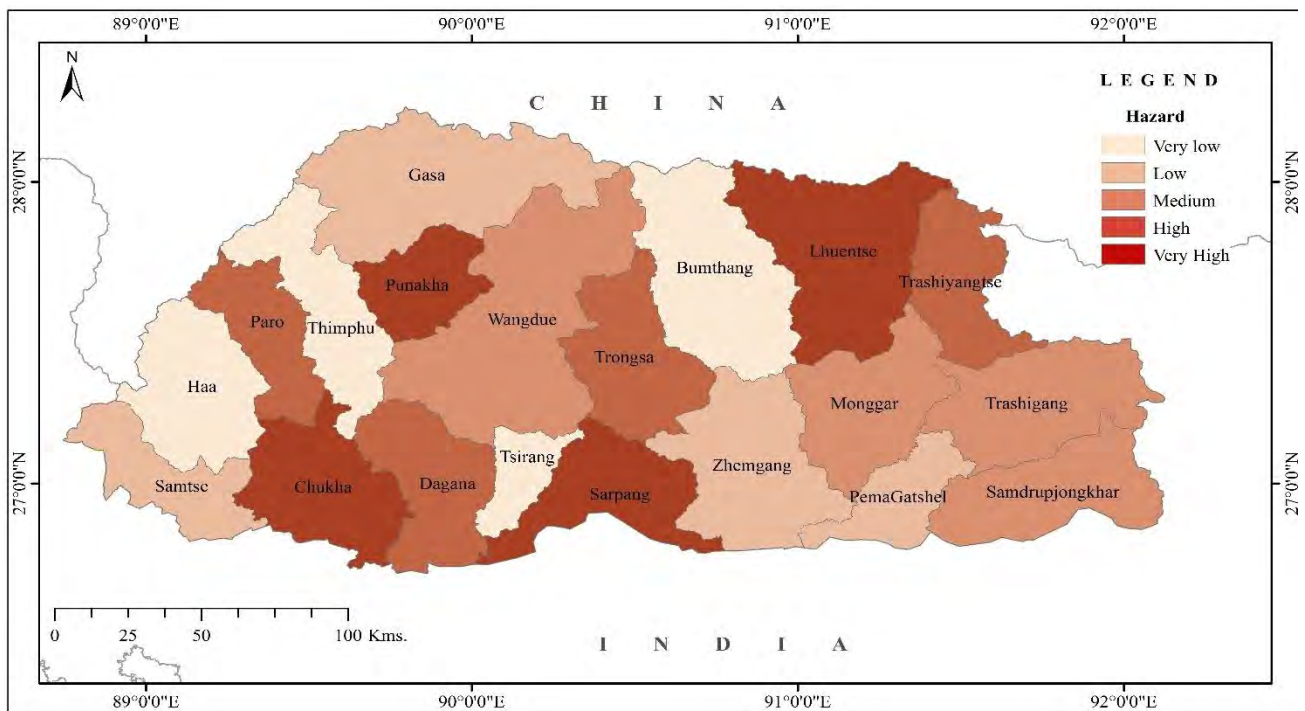 89°0'0"E 90°0'0"E 91°0'0"E 92°0'0"E
N
C H I N A
L E G E N D
Hazard
Very low
Low
Medium
High
Very High
28°0'0"N
28°0'0"N
Gasa
Punakha
Bumthang
Lhuentse
Trashiyangtse
Paro
Thimphu
Wangdue
Trongsa
Haa
Monggar
Trashigang
Samtse
Chukha
Dagana
Tsirang
Sarpang
Zhemgang
PemaGatshel
Samdrupjongkhar
27°0'0"N
27°0'0"N
0 25 50 100 Kms.
I N D I A
89°0'0"E 90°0'0"E 91°0'0"E 92°0'0"E